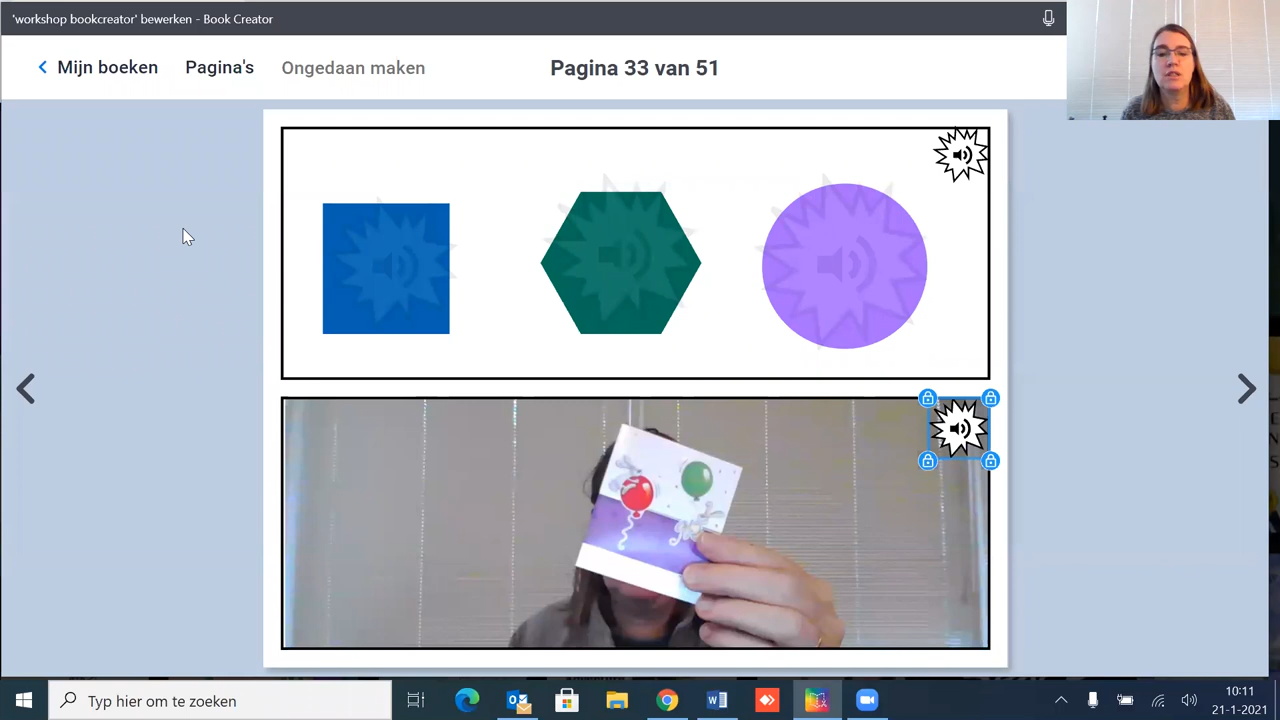 'workshop bookcreator' bewerken - Book Creator
Mijn boeken
Pagina's
Ongedaan maken
Pagina 33 van 51
Typ hier om te zoeken
10:11
21-1-2021